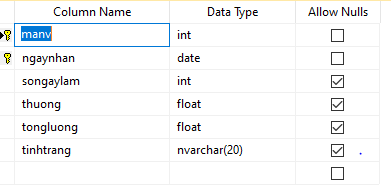 Column Name Data Type Allow Nulls
manv int
ngaynhan date
songaylam int
thuong float
tongluong float
tinhtrang nvarchar(20)